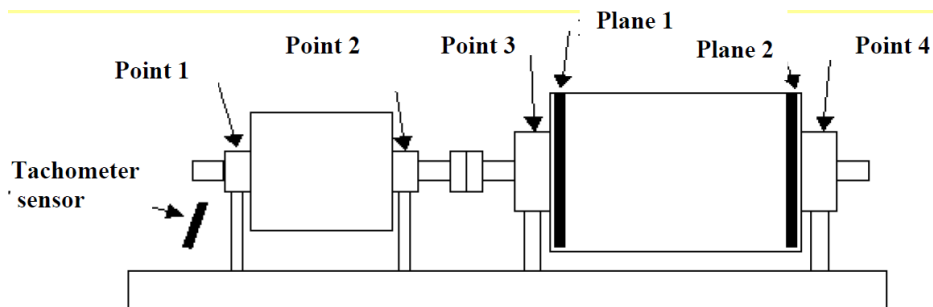 Plane 1
Point 2
Point 3
Plane 2
Point 4
Point 1
Tachometer
sensor